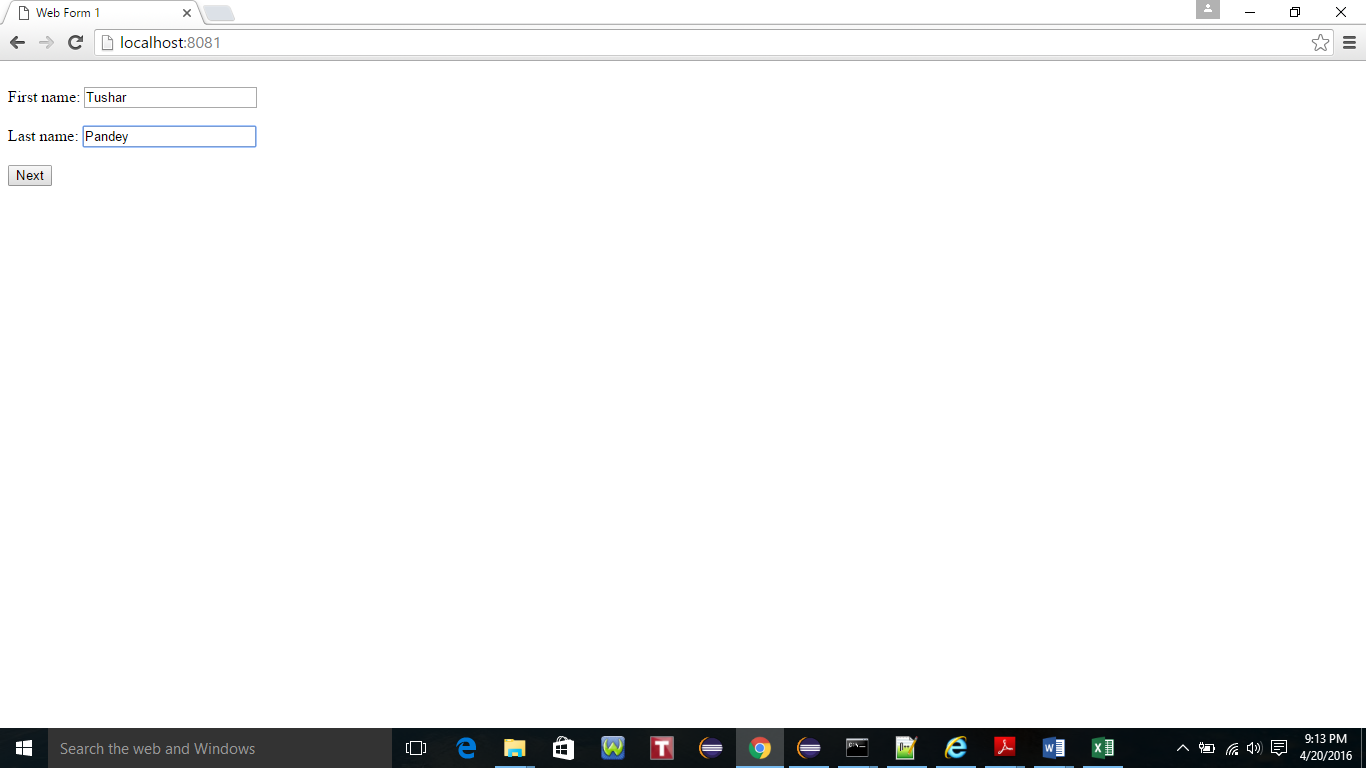 Web Form 1
localhost:8081
First name: Tushar
Last name: Pandey
Next
Search the web and Windows
9:13 PM
4/20/2016